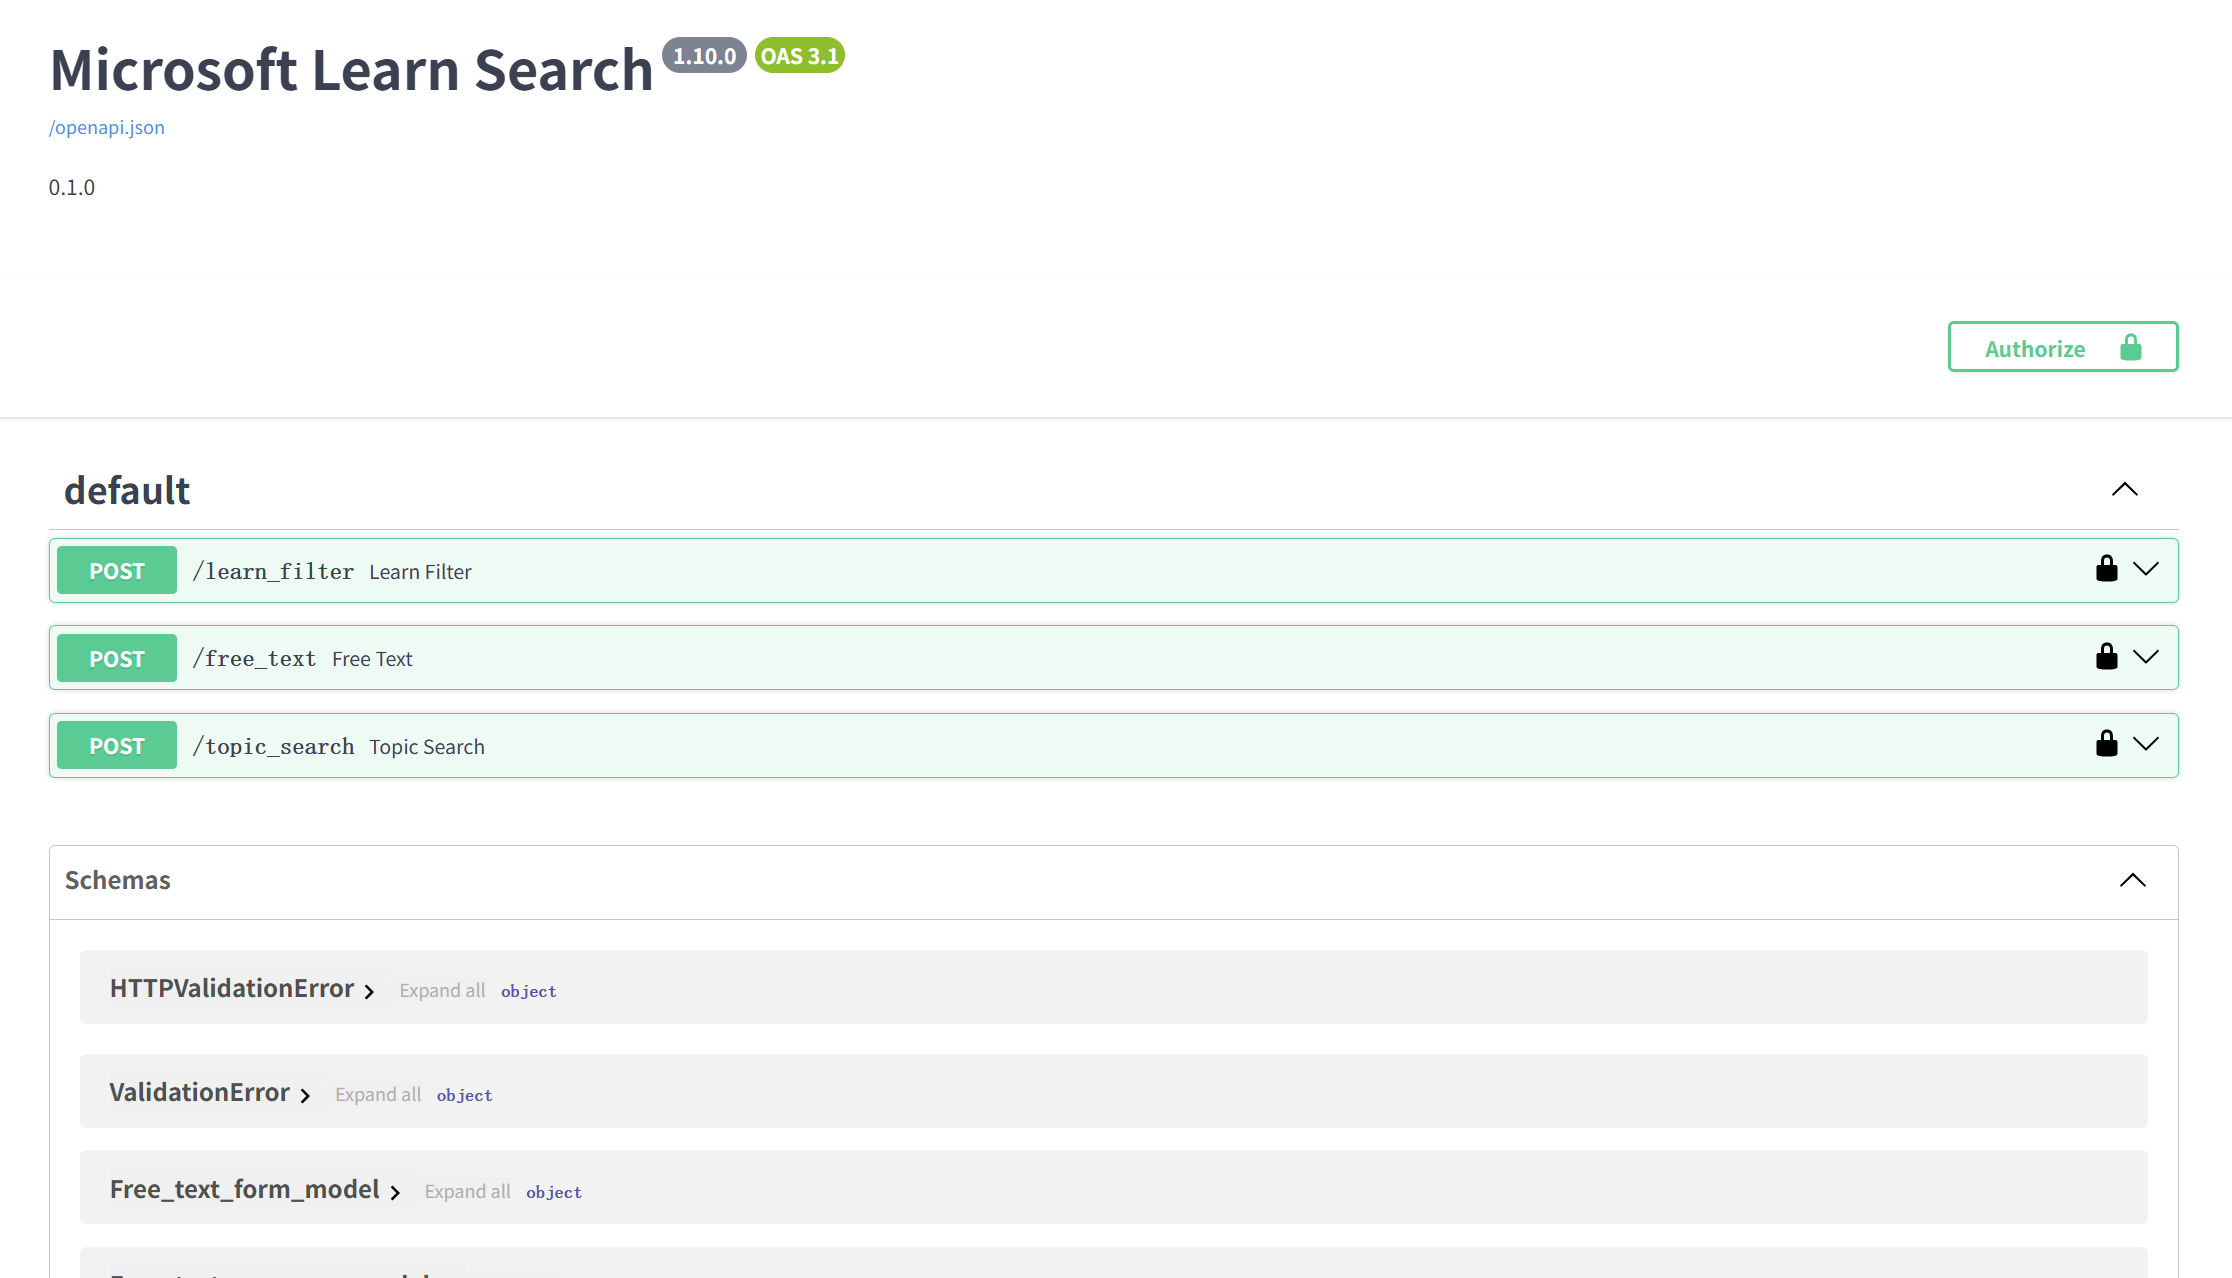 Microsoft Learn Search 1.10.0 OAS 3.1
/openapi.json
0.1.0
Authorize
default
POST /learn_filter Learn Filter
POST /free_text Free Text
POST /topic_search Topic Search
Schemas
HTTPValidationError Expand all object
ValidationError Expand all object
Free_text_form_model Expand all object